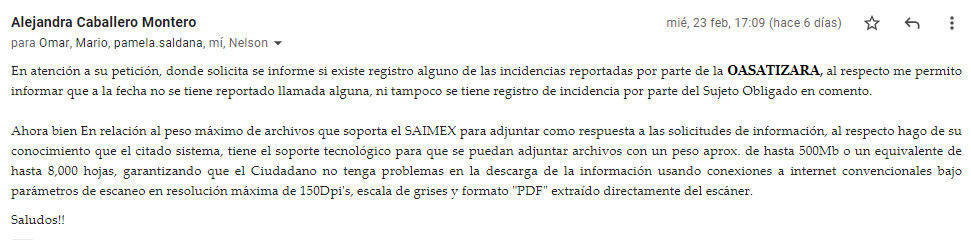 Alejandra Caballero Montero
mié, 23 feb, 17:09 (hace 6 días)
para Omar, Mario, pamela.saldana, mí, Nelson
En atención a su petición, donde solicita se informe si existe registro alguno de las incidencias reportadas por parte de la OASATIZARA, al respecto me permito
informar que a la fecha no se tiene reportado llamada alguna, ni tampoco se tiene registro de incidencia por parte del Sujeto Obligado en comento.
Ahora bien En relación al peso máximo de archivos que soporta el SAIMEX para adjuntar como respuesta a las solicitudes de información, al respecto hago de su
conocimiento que el citado sistema, tiene el soporte tecnológico para que se puedan adjuntar archivos con un peso aprox. de hasta 500Mb o un equivalente de
hasta 8,000 hojas, garantizando que el Ciudadano no tenga problemas en la descarga de la información usando conexiones a internet convencionales bajo
parámetros de escaneo en resolución máxima de 150Dpi's, escala de grises y formato "PDF" extraído directamente del escáner.
Saludos!!